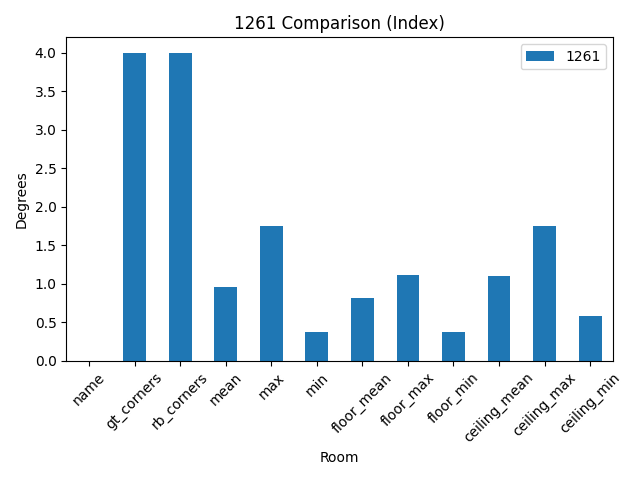 1261 Comparison (Index)
1261
Degrees
4.0
3.5
3.0
2.5
2.0
1.5
1.0
0.5
0.0
name
gt_corners
rb_corners
mean
max
min
floor_mean
floor_max
floor_min
ceiling_mean
ceiling_max
ceiling_min
Room